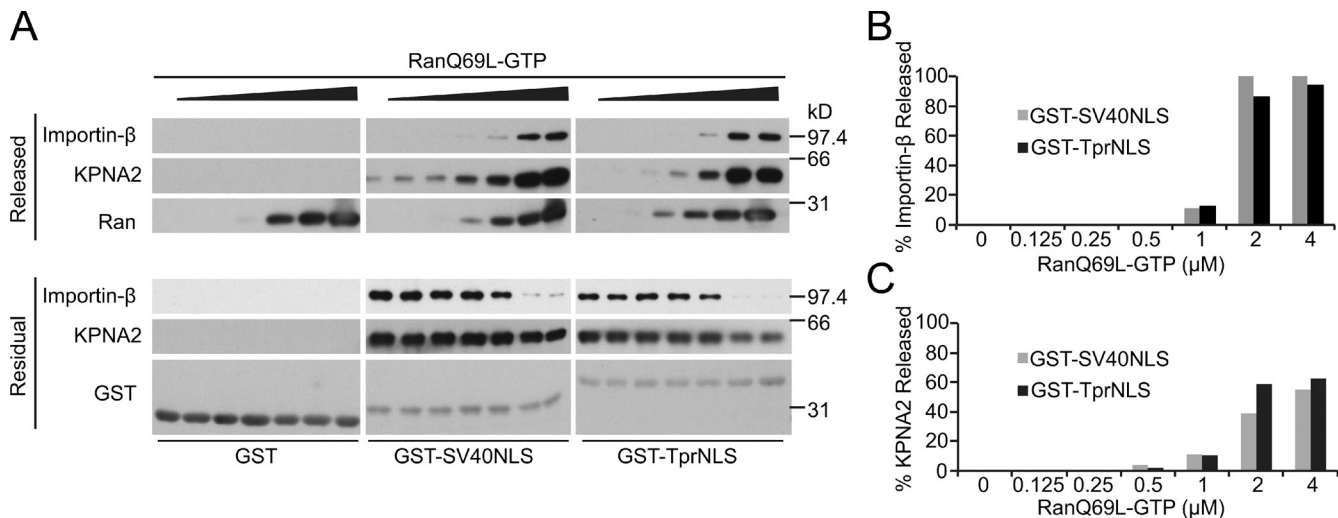 A
RanQ69L-GTP
kD
Released
Importin-β
97.4
66
KPNA2
31
Ran
Residual
Importin-β
97.4
66
KPNA2
GST
31
GST
GST-SV40NLS
GST-TprNLS
B
% Importin-β Released
100
80
60
40
20
0
GST-SV40NLS
GST-TprNLS
0 0.125 0.25 0.5 1 2 4
RanQ69L-GTP (μM)
C
% KPNA2 Released
100
80
60
40
20
0
GST-SV40NLS
GST-TprNLS
0 0.125 0.25 0.5 1 2 4
RanQ69L-GTP (μM)